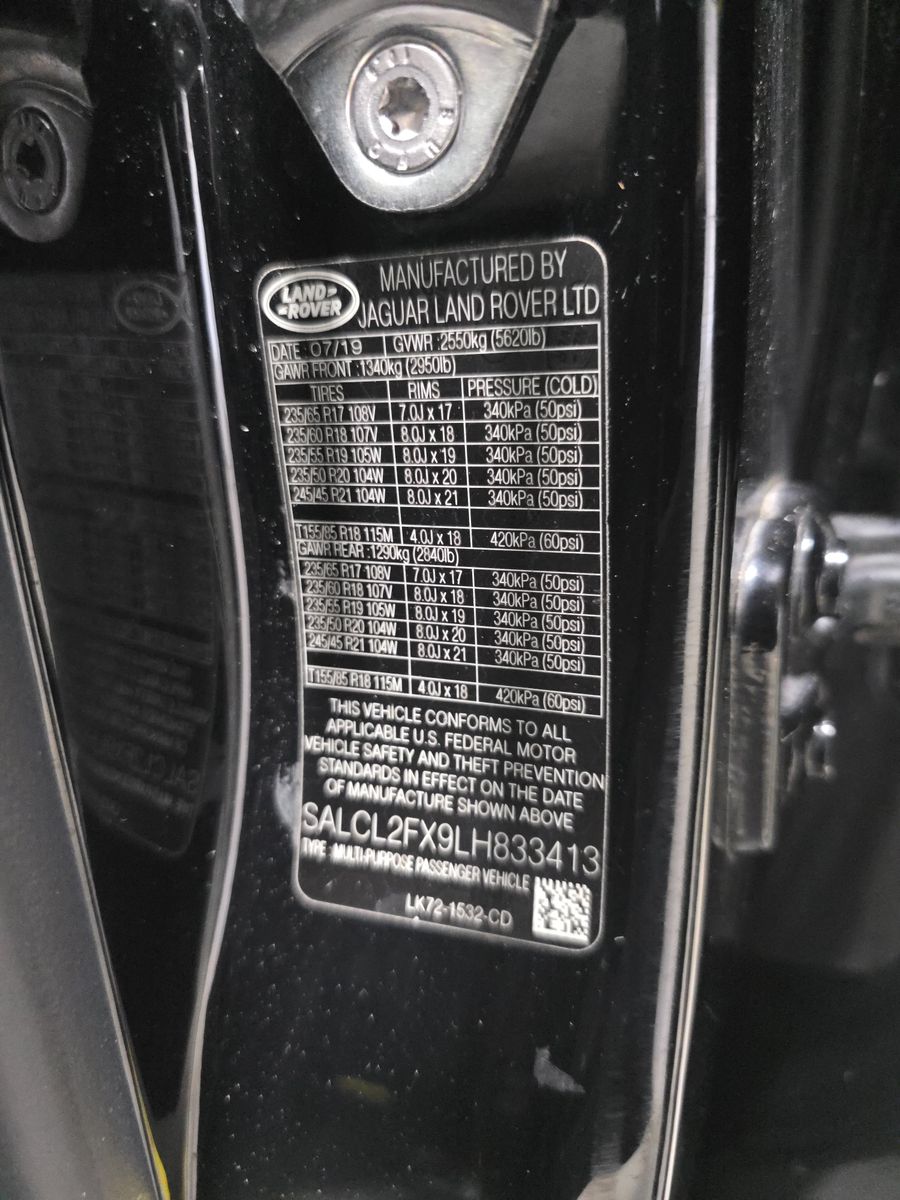 LAND ROVER
MANUFACTURED BY
JAGUAR LAND ROVER LTD
DATE: 07/19 GVWR :2550kg (5620lb)
GAWR FRONT :1340kg (2950lb)
TIRES RIMS PRESSURE (COLD)
235/65 R17 108V 7.0J x 17 340kPa (50psi)
235/60 R18 107V 8.0J x 18 340kPa (50psi)
235/55 R19 105W 8.0J x 19 340kPa (50psi)
235/50 R20 104W 8.0J x 20 340kPa (50psi)
245/45 R21 104W 8.0J x 21 340kPa (50psi)
T155/85 R18 115M 4.0J x 18 420kPa (60psi)
GAWR REAR :1290kg (2840lb)
235/65 R17 108V 7.0J x 17 340kPa (50psi)
235/60 R18 107V 8.0J x 18 340kPa (50psi)
235/55 R19 105W 8.0J x 19 340kPa (50psi)
235/50 R20 104W 8.0J x 20 340kPa (50psi)
245/45 R21 104W 8.0J x 21 340kPa (50psi)
T155/85 R18 115M 4.0J x 18 420kPa (60psi)
THIS VEHICLE CONFORMS TO ALL
APPLICABLE U.S. FEDERAL MOTOR
VEHICLE SAFETY AND THEFT PREVENTION
STANDARDS IN EFFECT ON THE DATE
OF MANUFACTURE SHOWN ABOVE
SALCL2FX9LH833413
TYPE :MULTI-PURPOSE PASSENGER VEHICLE
LK72-1532-CD